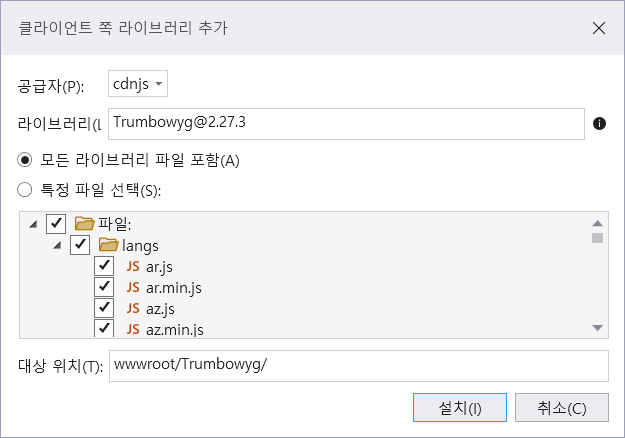 클라이언트 쪽 라이브러리 추가
공급자(P): cdnjs
라이브러리(L Trumbowyg@2.27.3
모든 라이브러리 파일 포함(A)
특정 파일 선택(S):
파일:
langs
JS ar.js
JS ar.min.js
JS az.js
JS az.min.js
대상 위치(T): wwwroot/Trumbowyg/
설치(I) 취소(C)